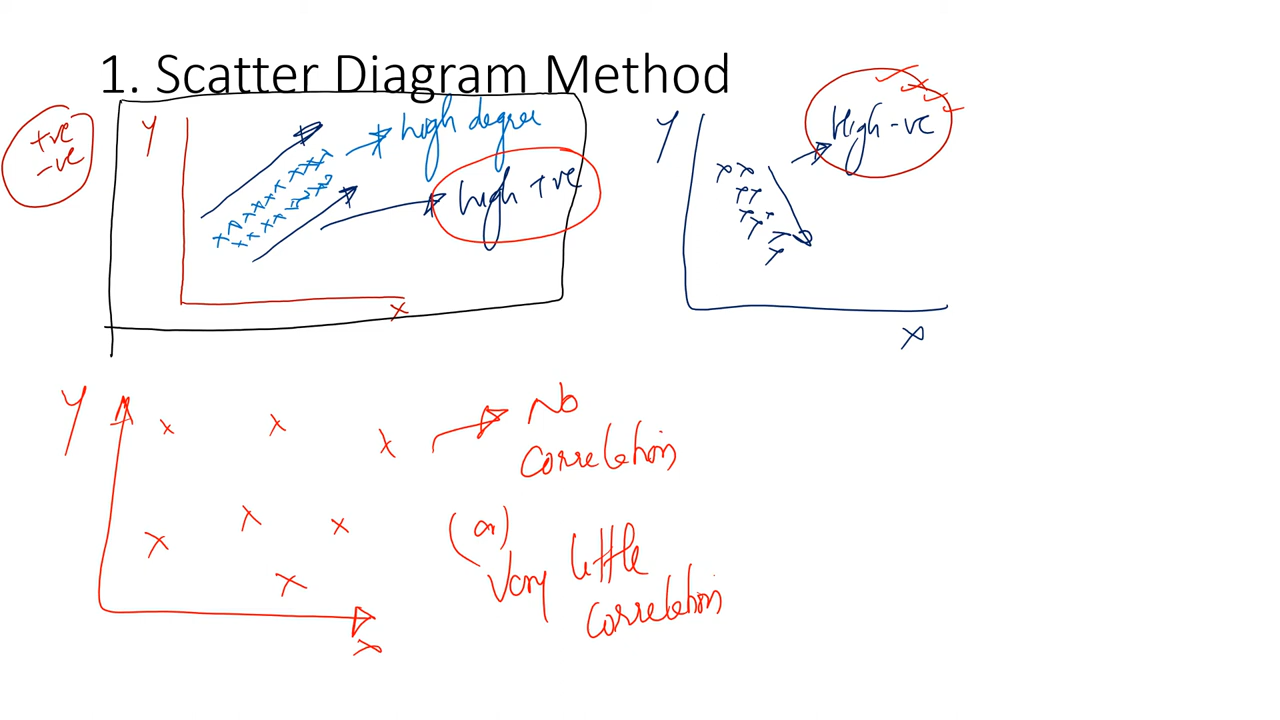 1. Scatter Diagram Method
+ve
-ve
Y
high degree
high +ve
X
Y
High -ve
X
Y
No
correlation
(or)
Very little
correlation
X